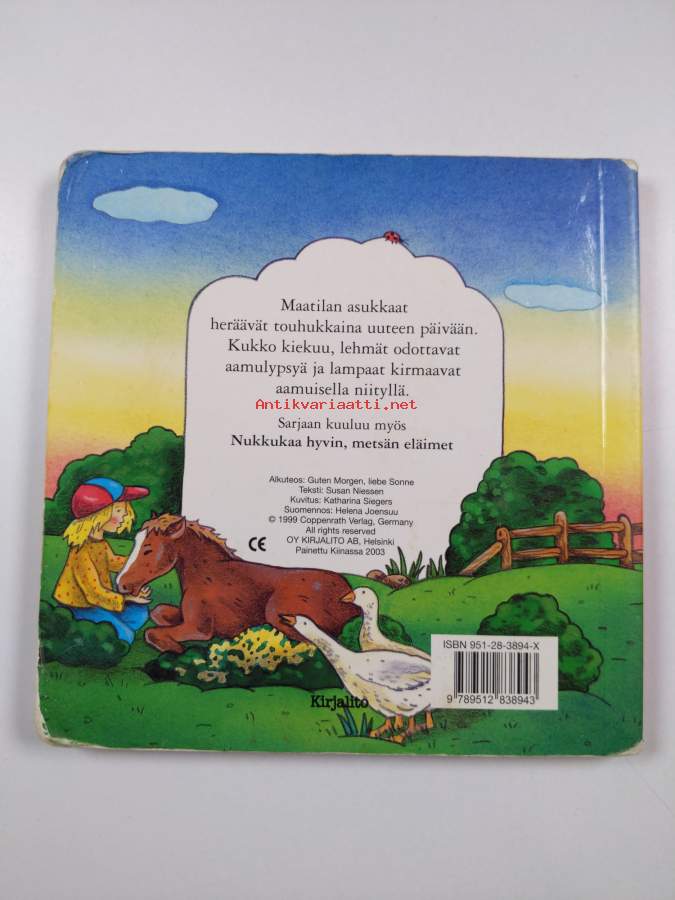 Maatilan asukkaat
heräävät touhukkaina uuteen päivään.
Kukko kiekuu, lehmät odottavat
aamulypsyä ja lampaat kirmaavat
aamuisella niityllä.
Antikvariaatti.net
Sarjaan kuuluu myös
Nukkukaa hyvin, metsän eläimet
Alkuteos: Guten Morgen, liebe Sonne
Teksti: Susan Niessen
Kuvitus: Katharina Siegers
Suomennos: Helena Joensuu
© 1999 Coppenrath Verlag, Germany
All rights reserved
OY KIRJALITO AB, Helsinki
Painettu Kiinassa 2003
CE
ISBN 951-28-3894-X
9 789512 838943
Kirjalito